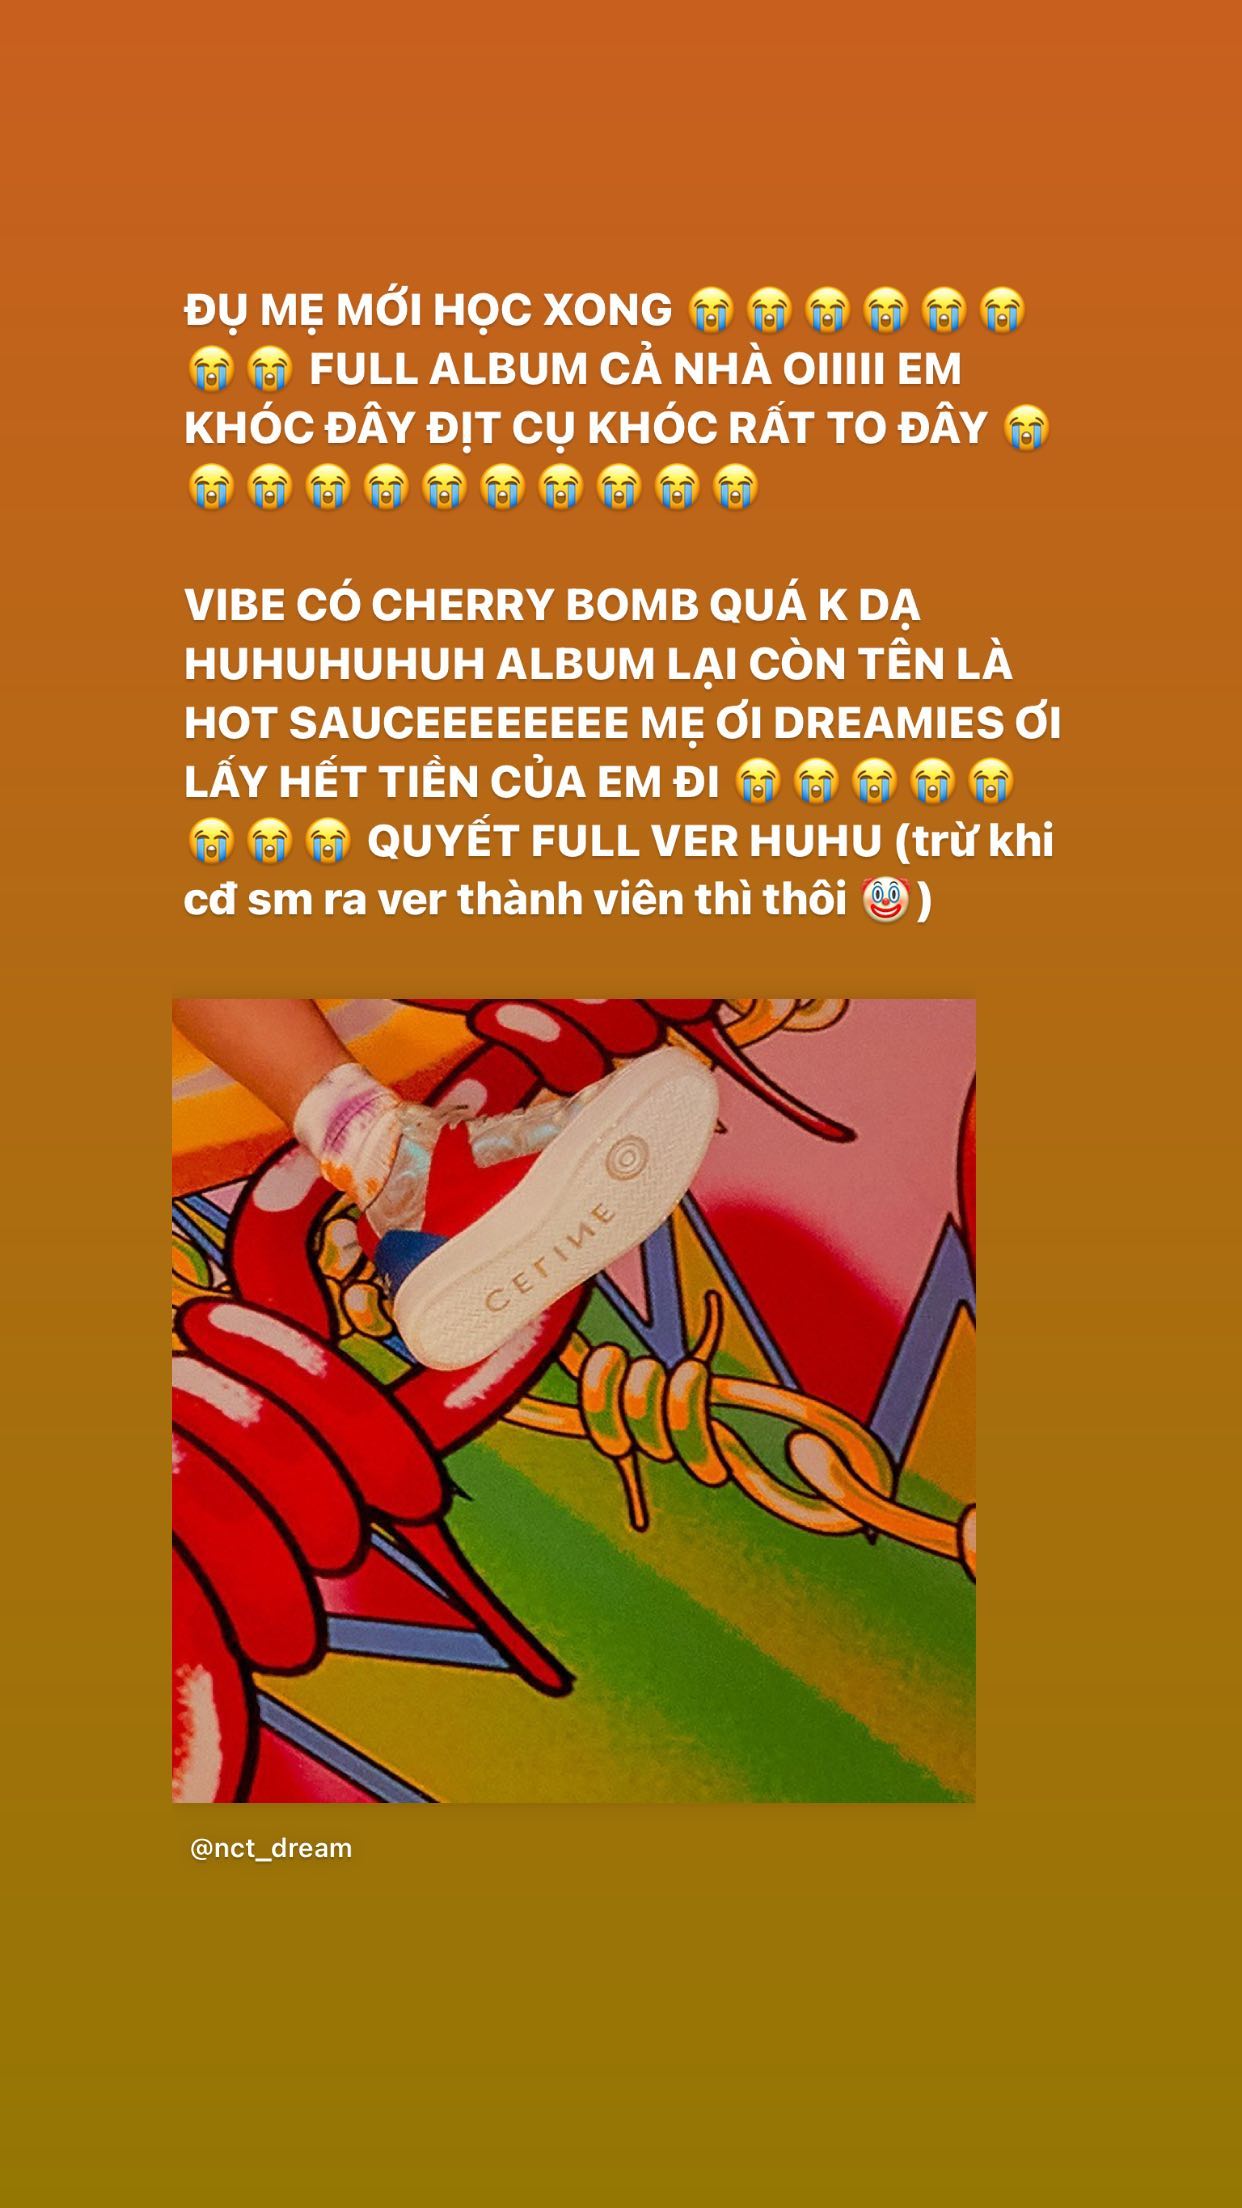 ĐỤ MẸ MỚI HỌC XONG 😭😭😭😭😭😭
😭😭 FULL ALBUM CẢ NHÀ OIIIII EM
KHÓC ĐÂY ĐỊT CỤ KHÓC RẤT TO ĐÂY 😭
😭😭😭😭😭😭😭😭😭😭
VIBE CÓ CHERRY BOMB QUÁ K DẠ
HUHUHUHUH ALBUM LẠI CÒN TÊN LÀ
HOT SAUCEEEEEEEE MẸ ƠI DREAMIES ƠI
LẤY HẾT TIỀN CỦA EM ĐI 😭😭😭😭😭
😭😭😭 QUYẾT FULL VER HUHU (trừ khi
cđ sm ra ver thành viên thì thôi 🤡)
CELINE
@nct_dream